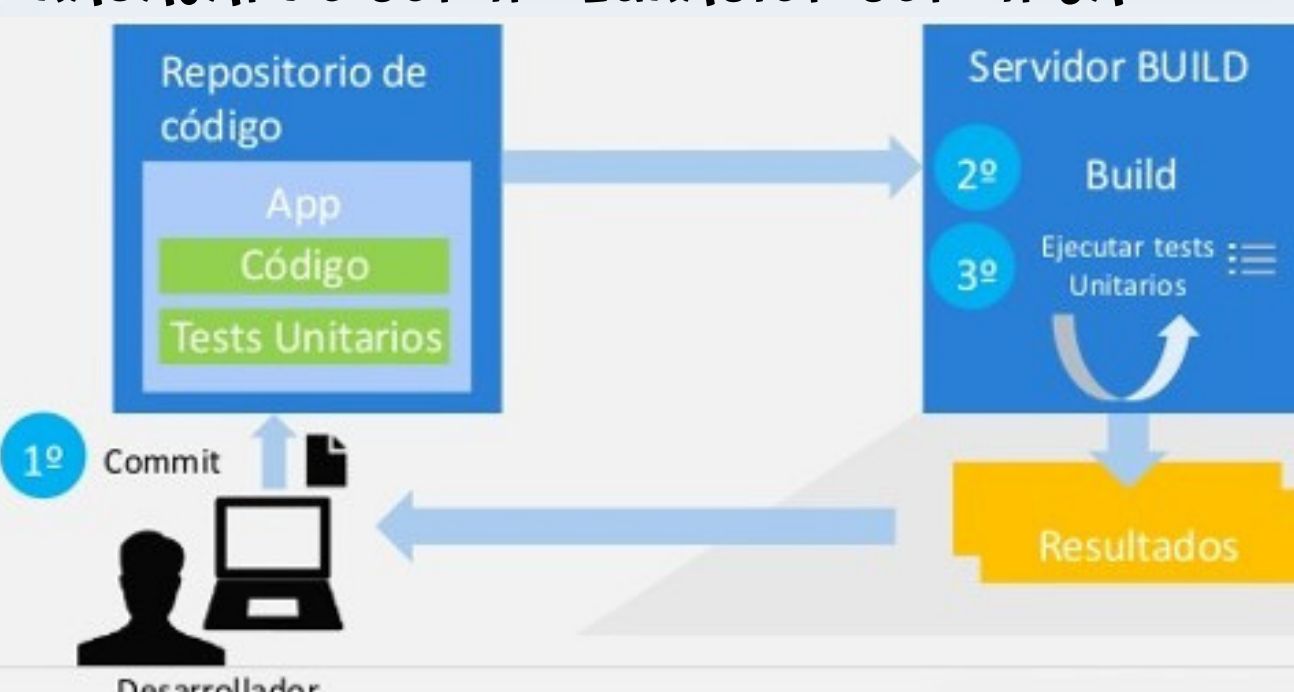 Repositorio de
código
App
Código
Tests Unitarios
Servidor BUILD
2º
Build
3º
Ejecutar tests
Unitarios
1º
Commit
Resultados
Desarrollador